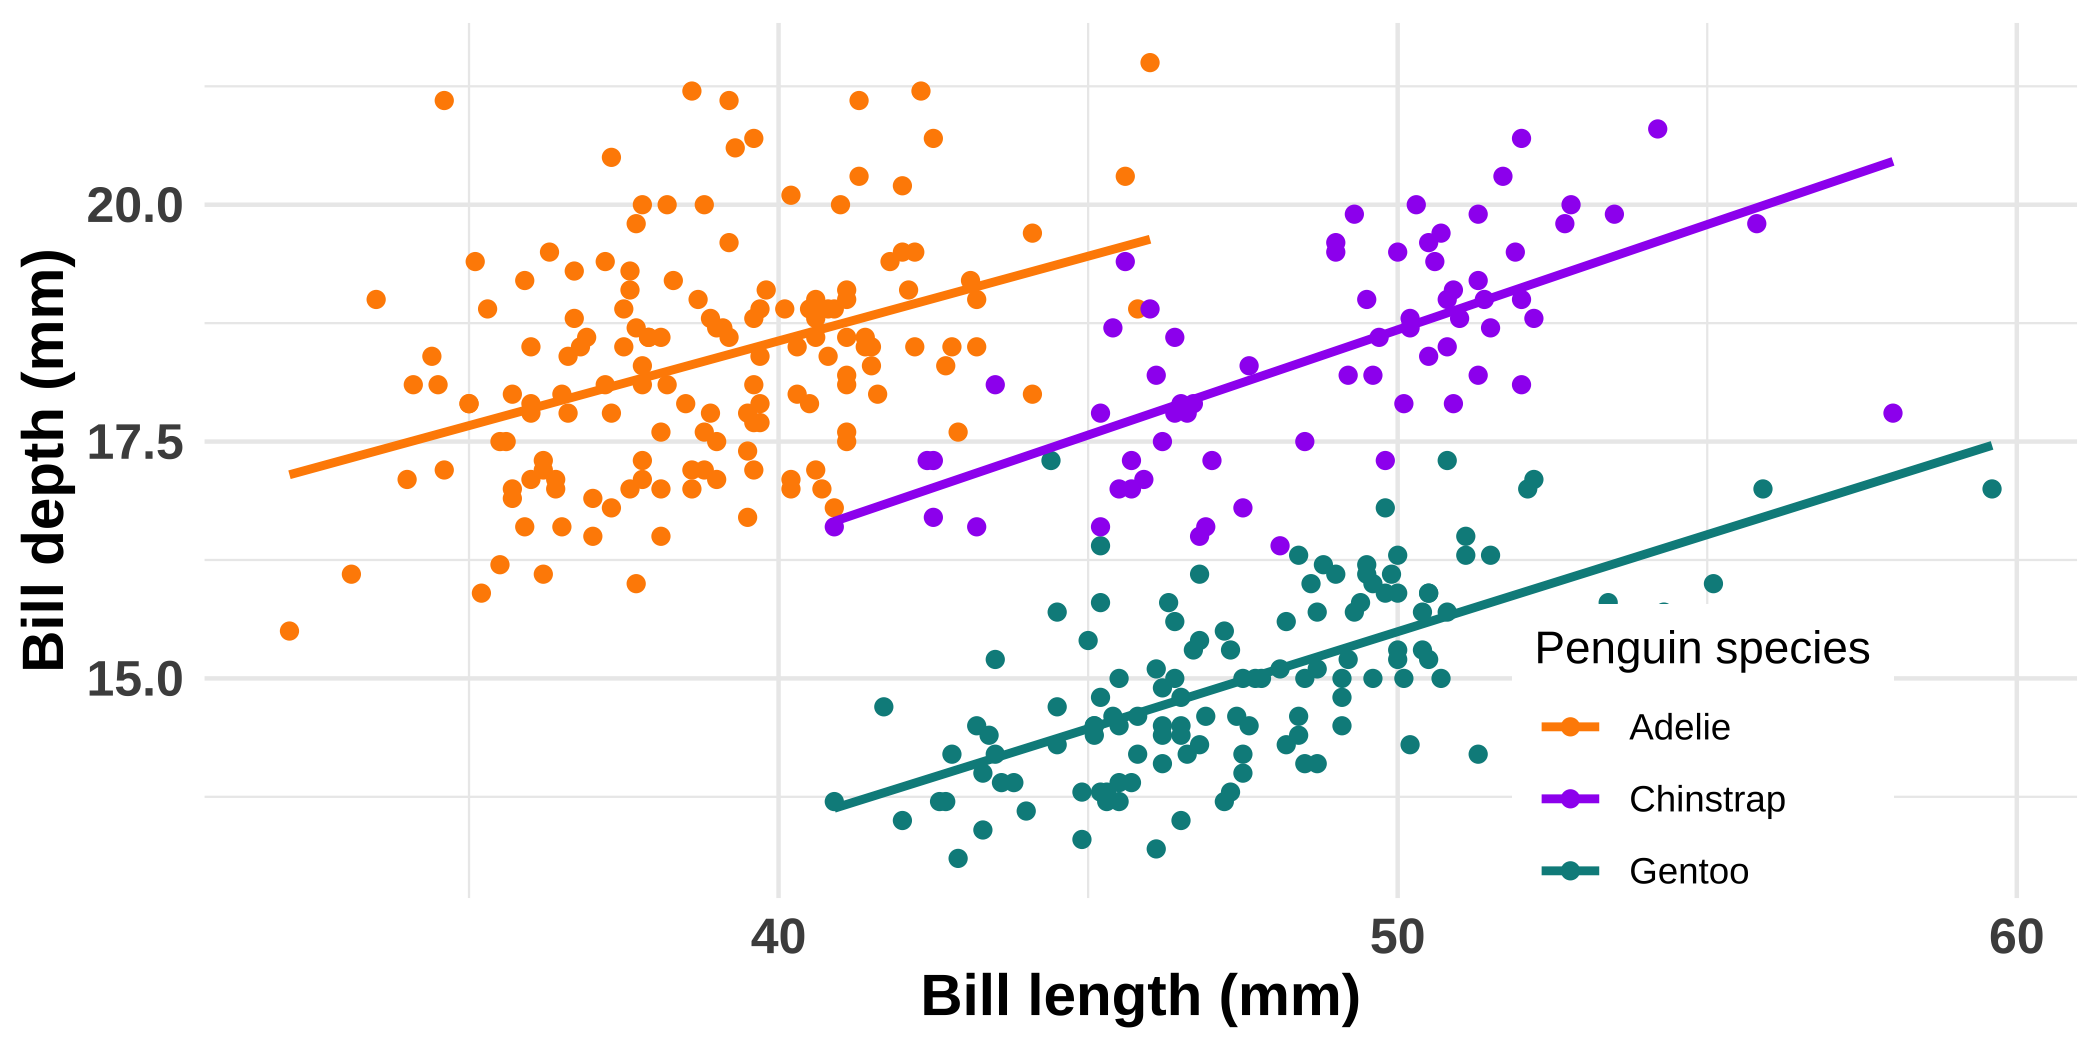 Bill depth (mm)
20.0
17.5
15.0
40
50
60
Bill length (mm)
Penguin species
Adelie
Chinstrap
Gentoo